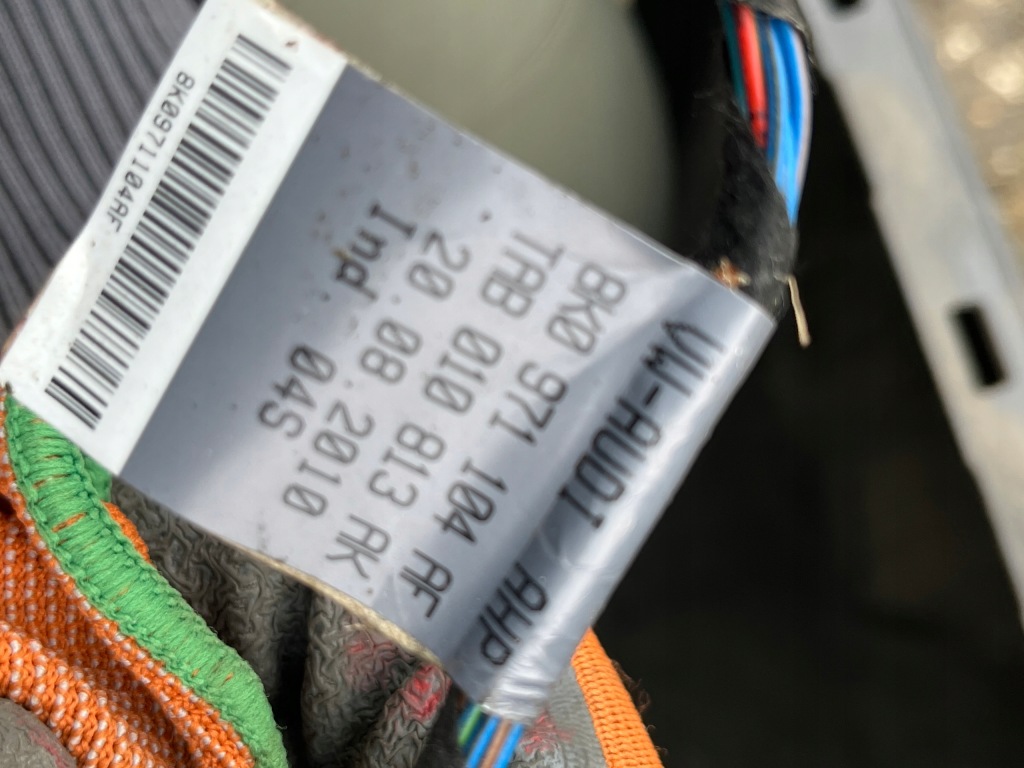 VW-AUDI AHP
8K0 971 104 AF
TAB 010 813 AK
20.08.2010
Ind 04S
8K0971104AF